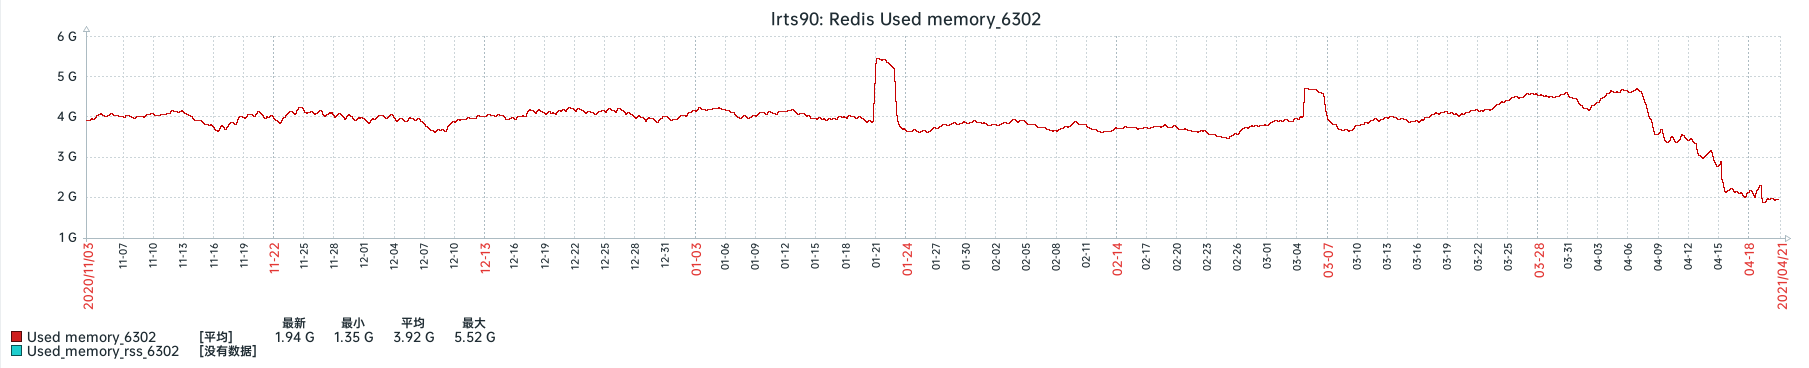 lrts90: Redis Used memory_6302
6 G
5 G
4 G
3 G
2 G
1 G
2020/11/03 11-07 11-10 11-13 11-16 11-19 11-22 11-25 11-28 12-01 12-04 12-07 12-10 12-13 12-16 12-19 12-22 12-25 12-28 12-31 01-03 01-06 01-09 01-12 01-15 01-18 01-21 01-24 01-27 01-30 02-02 02-05 02-08 02-11 02-14 02-17 02-20 02-23 02-26 03-01 03-04 03-07 03-10 03-13 03-16 03-19 03-22 03-25 03-28 03-31 04-03 04-06 04-09 04-12 04-15 04-18 2021/04/21
最新 最小 平均 最大
Used memory_6302 [平均] 1.94 G 1.35 G 3.92 G 5.52 G
Used_memory_rss_6302 [没有数据]